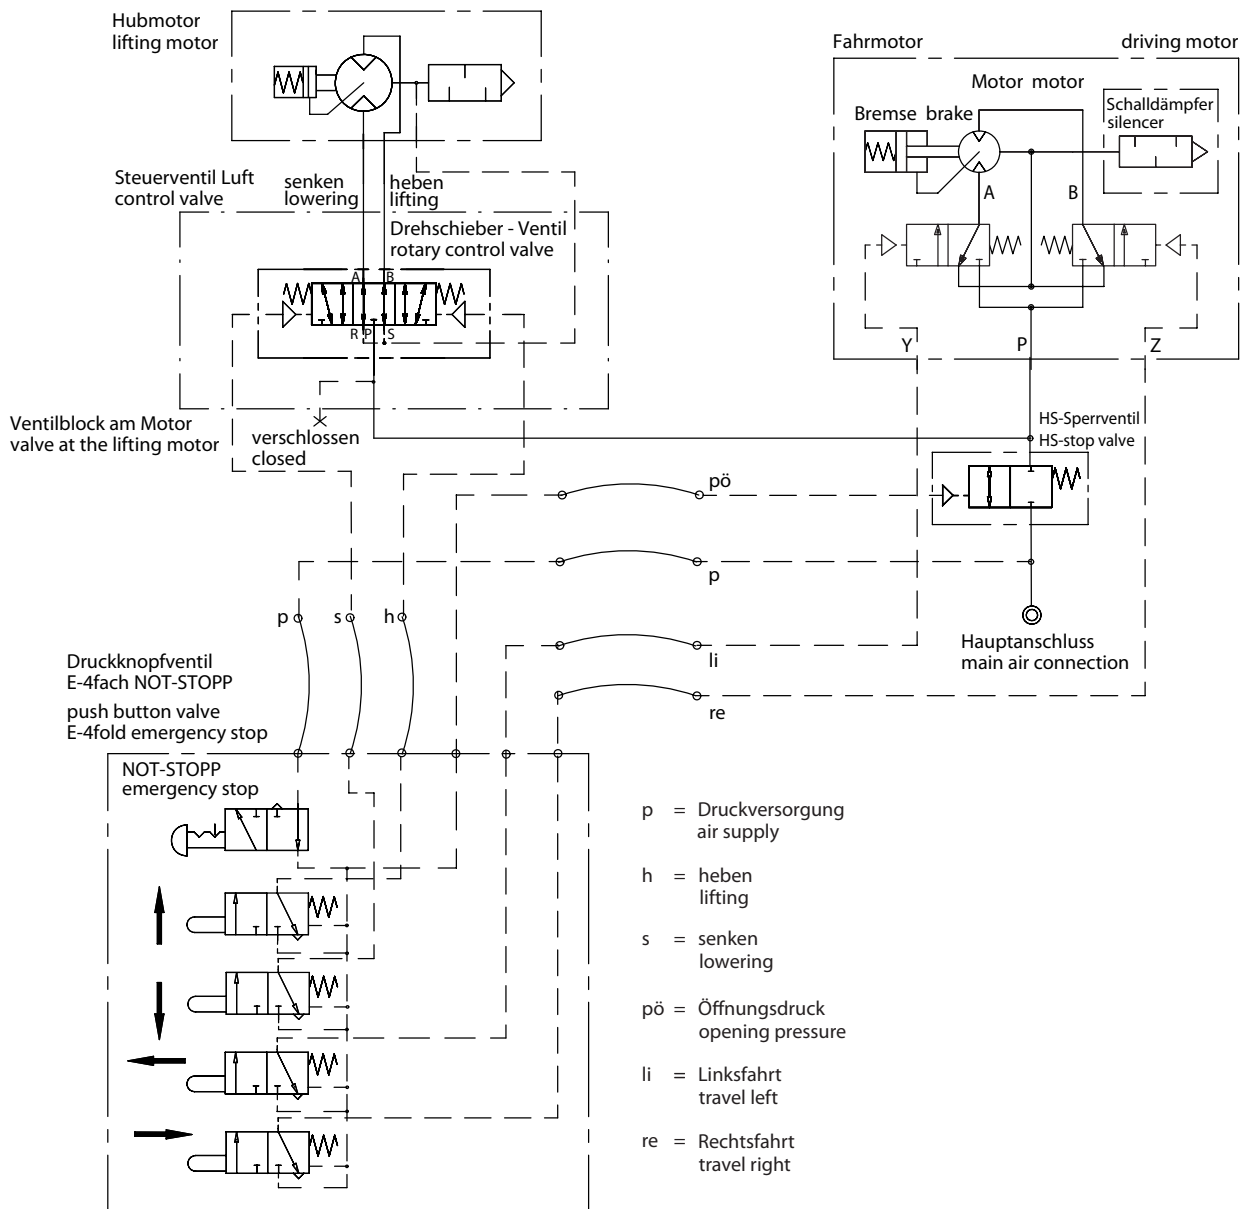 Hubmotor
lifting motor
Fahrmotor
driving motor
Motor motor
Bremse brake
Schalldämpfer
silencer
A
B
Steuerventil Luft
control valve
senken
lowering
heben
lifting
Drehschieber - Ventil
rotary control valve
A
B
R
P
S
Y
P
Z
Ventilblock am Motor
valve at the lifting motor
verschlossen
closed
HS-Sperrventil
HS-stop valve
pö
p
p
s
h
li
re
Hauptanschluss
main air connection
Druckknopfventil
E-4fach NOT-STOPP
push button valve
E-4fold emergency stop
NOT-STOPP
emergency stop
p = Druckversorgung
air supply
h = heben
lifting
s = senken
lowering
pö = Öffnungsdruck
opening pressure
li = Linksfahrt
travel left
re = Rechtsfahrt
travel right